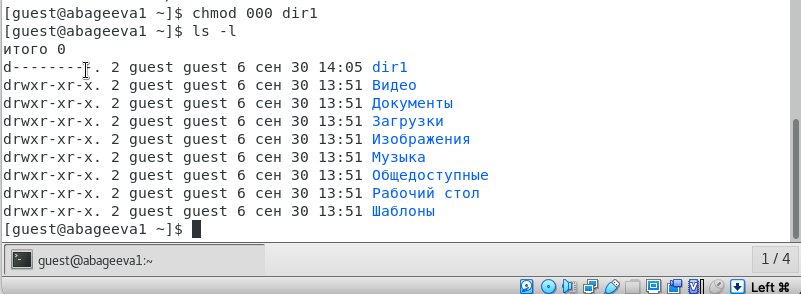 [guest@abageeva1 ~]$ chmod 000 dir1
[guest@abageeva1 ~]$ ls -l
итого 0
d---------. 2 guest guest 6 сен 30 14:05 dir1
drwxr-xr-x. 2 guest guest 6 сен 30 13:51 Видео
drwxr-xr-x. 2 guest guest 6 сен 30 13:51 Документы
drwxr-xr-x. 2 guest guest 6 сен 30 13:51 Загрузки
drwxr-xr-x. 2 guest guest 6 сен 30 13:51 Изображения
drwxr-xr-x. 2 guest guest 6 сен 30 13:51 Музыка
drwxr-xr-x. 2 guest guest 6 сен 30 13:51 Общедоступные
drwxr-xr-x. 2 guest guest 6 сен 30 13:51 Рабочий стол
drwxr-xr-x. 2 guest guest 6 сен 30 13:51 Шаблоны
[guest@abageeva1 ~]$
guest@abageeva1:~
1 / 4
Left ⌘